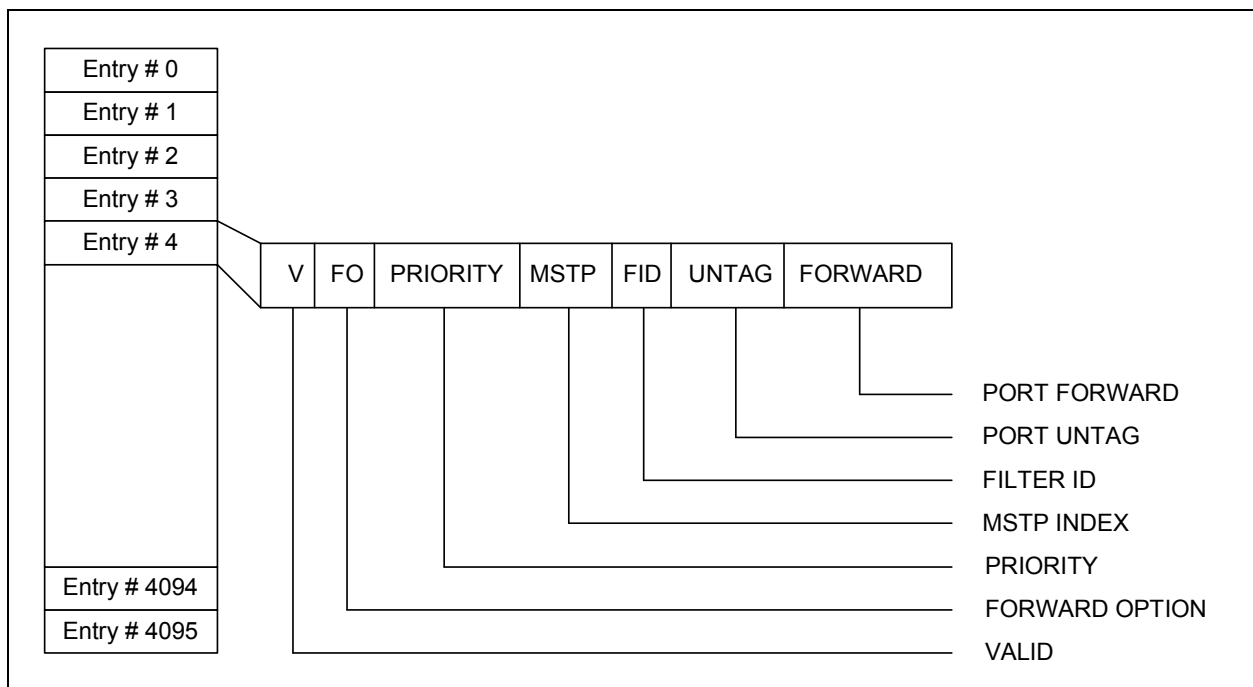 Entry # 0
Entry # 1
Entry # 2
Entry # 3
Entry # 4
V FO PRIORITY MSTP FID UNTAG FORWARD
PORT FORWARD
PORT UNTAG
FILTER ID
MSTP INDEX
PRIORITY
FORWARD OPTION
VALID
Entry # 4094
Entry # 4095